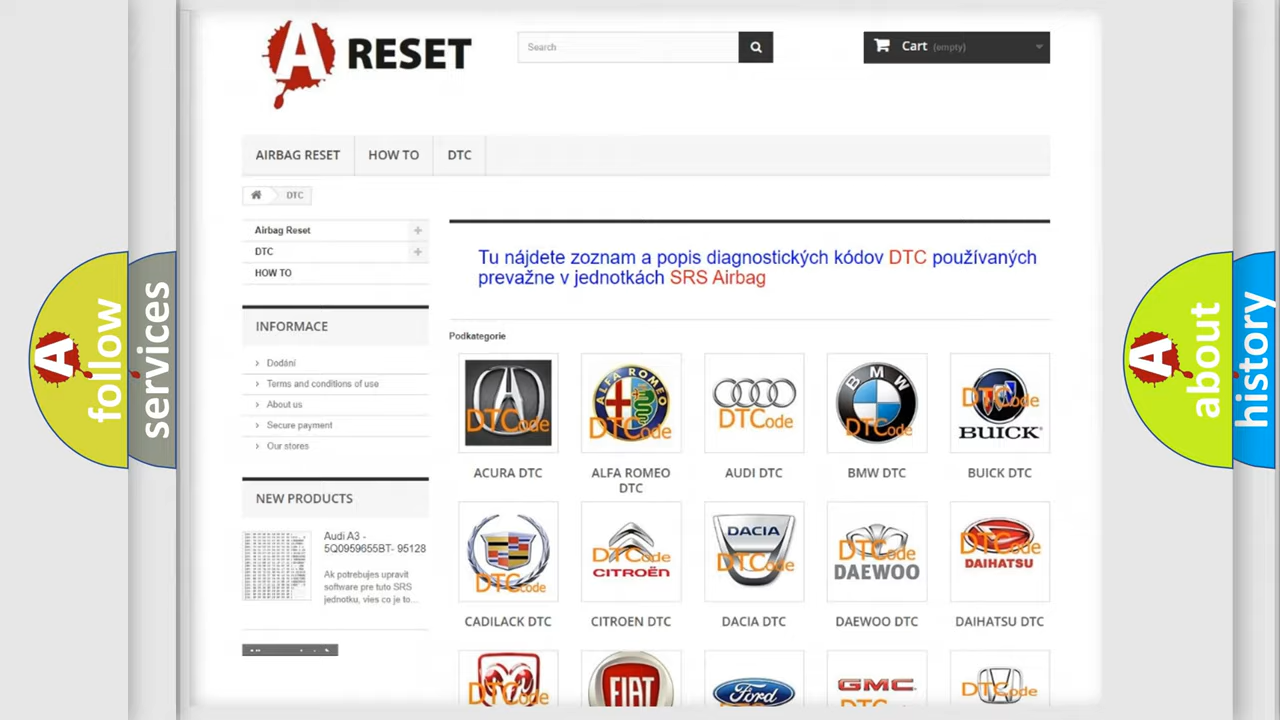 A RESET
Search
Cart (empty)
AIRBAG RESET
HOW TO
DTC
DTC
Airbag Reset
DTC
HOW TO
INFORMACE
Dodání
Terms and conditions of use
About us
Secure payment
Our stores
NEW PRODUCTS
Audi A3 -
5Q0959655BT- 95128
Ak potrebujes upravit
software pre tuto SRS
jednotku, vies co je to...
Tu nájdete zoznam a popis diagnostických kódov DTC používaných
prevažne v jednotkách SRS Airbag
Podkategorie
DTCode
ALFA ROMEO
DTCode
DTCode
BMW
DTCode
DTCode
BUICK
ACURA DTC
ALFA ROMEO
DTC
AUDI DTC
BMW DTC
BUICK DTC
DTCode
DTCode
CITROËN
DACIA
DTCode
DTCode
DAEWOO
DTCode
DAIHATSU
CADILACK DTC
CITROEN DTC
DACIA DTC
DAEWOO DTC
DAIHATSU DTC
DTCode
FIAT
Ford
GMC
DTCode
A follow
services
A about
history